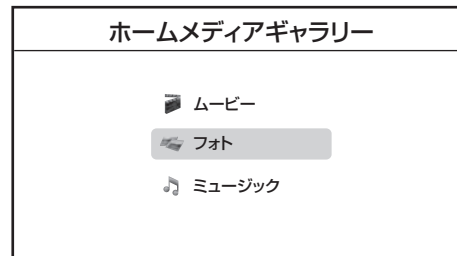 ホームメディアギャラリー
ムービー
フォト
ミュージック